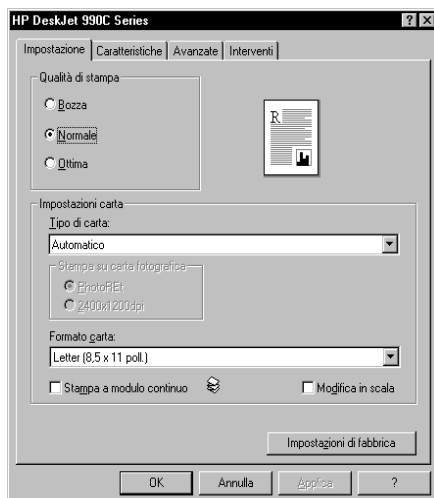 HP DeskJet 990C Series
Impostazione Caratteristiche Avanzate Interventi
Qualità di stampa
Bozza
Normale
Ottima
R
Impostazioni carta
Tipo di carta:
Automatico
Stampa su carta fotografica
PhotoREt
2400x1200dpi
Formato carta:
Letter (8,5 x 11 poll.)
Stampa a modulo continuo Modifica in scala
Impostazioni di fabbrica
OK Annulla Applica ?